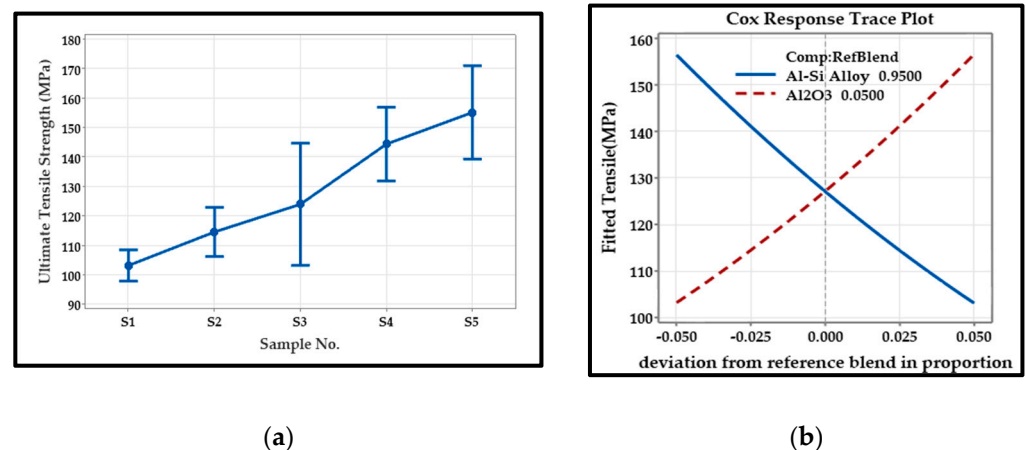 180
170
160
150
140
130
120
110
100
90
Ultimate Tensile Strength (MPa)
S1 S2 S3 S4 S5
Sample No.
Cox Response Trace Plot
160
150
140
130
120
110
100
Fitted Tensile(MPa)
Comp:RefBlend
Al-Si Alloy 0.9500
Al2O3 0.0500
-0.050 -0.025 0.000 0.025 0.050
deviation from reference blend in proportion
(a) (b)